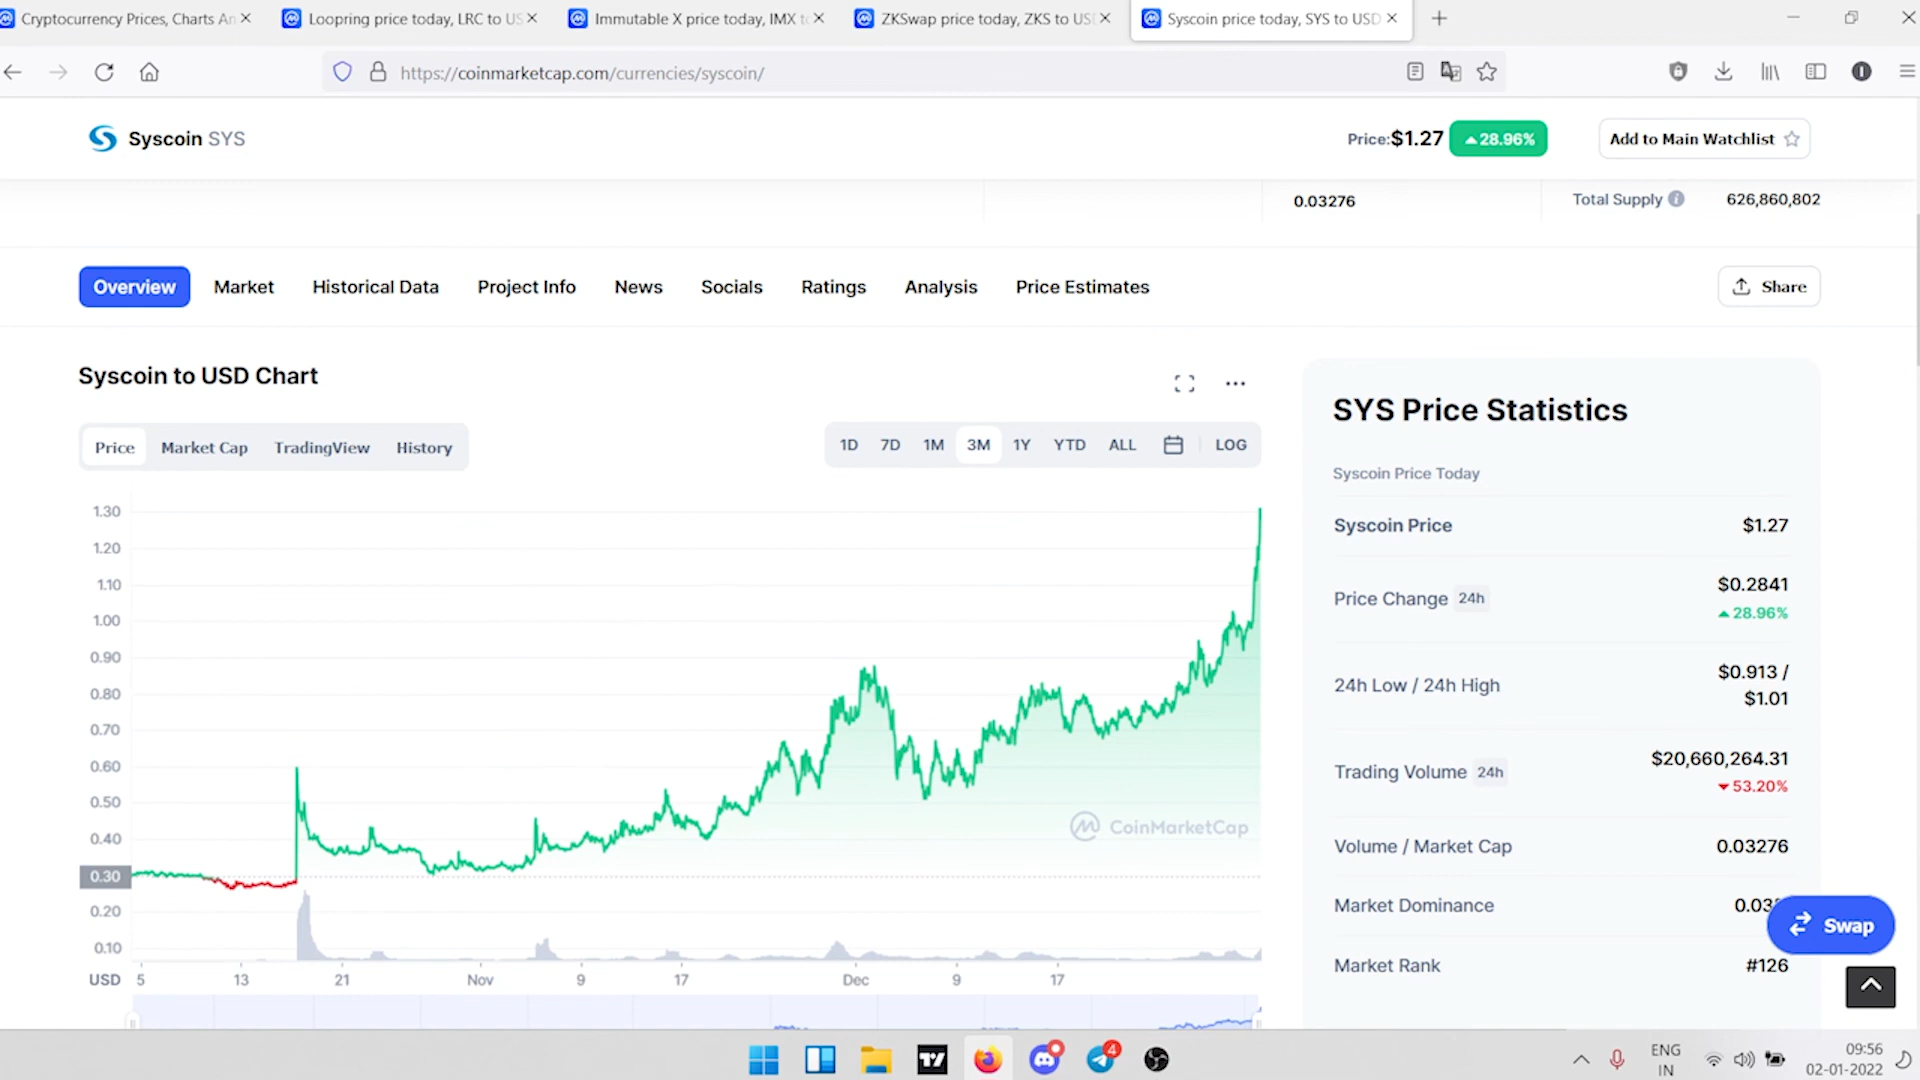 Cryptocurrency Prices, Charts An
Loopring price today, LRC to US
Immutable X price today, IMX t
ZKSwap price today, ZKS to USI
Syscoin price today, SYS to USD
https://coinmarketcap.com/currencies/syscoin/
Syscoin SYS
Price:$1.27
28.96%
Add to Main Watchlist
0.03276
Total Supply
626,860,802
Overview
Market
Historical Data
Project Info
News
Socials
Ratings
Analysis
Price Estimates
Share
Syscoin to USD Chart
Price
Market Cap
TradingView
History
1D
7D
1M
3M
1Y
YTD
ALL
LOG
1.30
1.20
1.10
1.00
0.90
0.80
0.70
0.60
0.50
0.40
0.30
0.20
0.10
USD
5
13
21
Nov
9
17
Dec
9
17
CoinMarketCap
SYS Price Statistics
Syscoin Price Today
Syscoin Price
$1.27
Price Change 24h
$0.2841
28.96%
24h Low / 24h High
$0.913 /
$1.01
Trading Volume 24h
$20,660,264.31
53.20%
Volume / Market Cap
0.03276
Market Dominance
0.03
Swap
Market Rank
#126
4
ENG
IN
09:56
02-01-2022